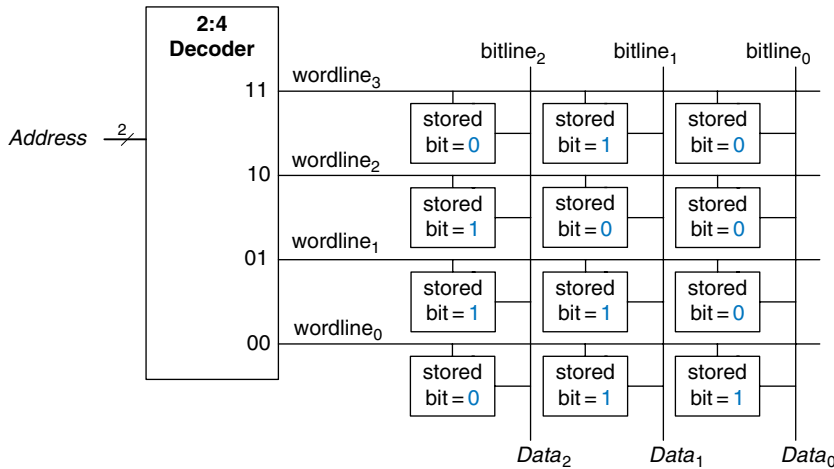 2:4
Decoder
bitline₂ bitline₁ bitline₀
wordline₃
11
stored stored stored
bit = 0 bit = 1 bit = 0
Address 2
wordline₂
10
stored stored stored
bit = 1 bit = 0 bit = 0
wordline₁
01
stored stored stored
bit = 1 bit = 1 bit = 0
wordline₀
00
stored stored stored
bit = 0 bit = 1 bit = 1
Data₂ Data₁ Data₀